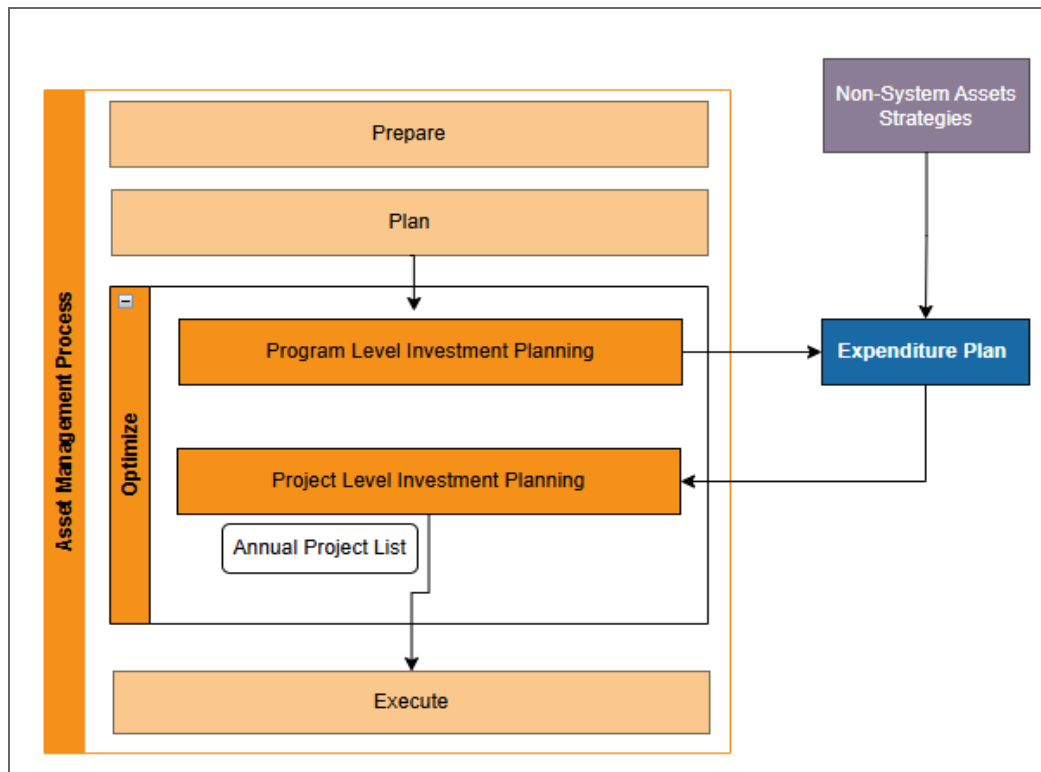 Asset Management Process
Prepare
Plan
Optimize
Program Level Investment Planning
Project Level Investment Planning
Annual Project List
Execute
Non-System Assets
Strategies
Expenditure Plan